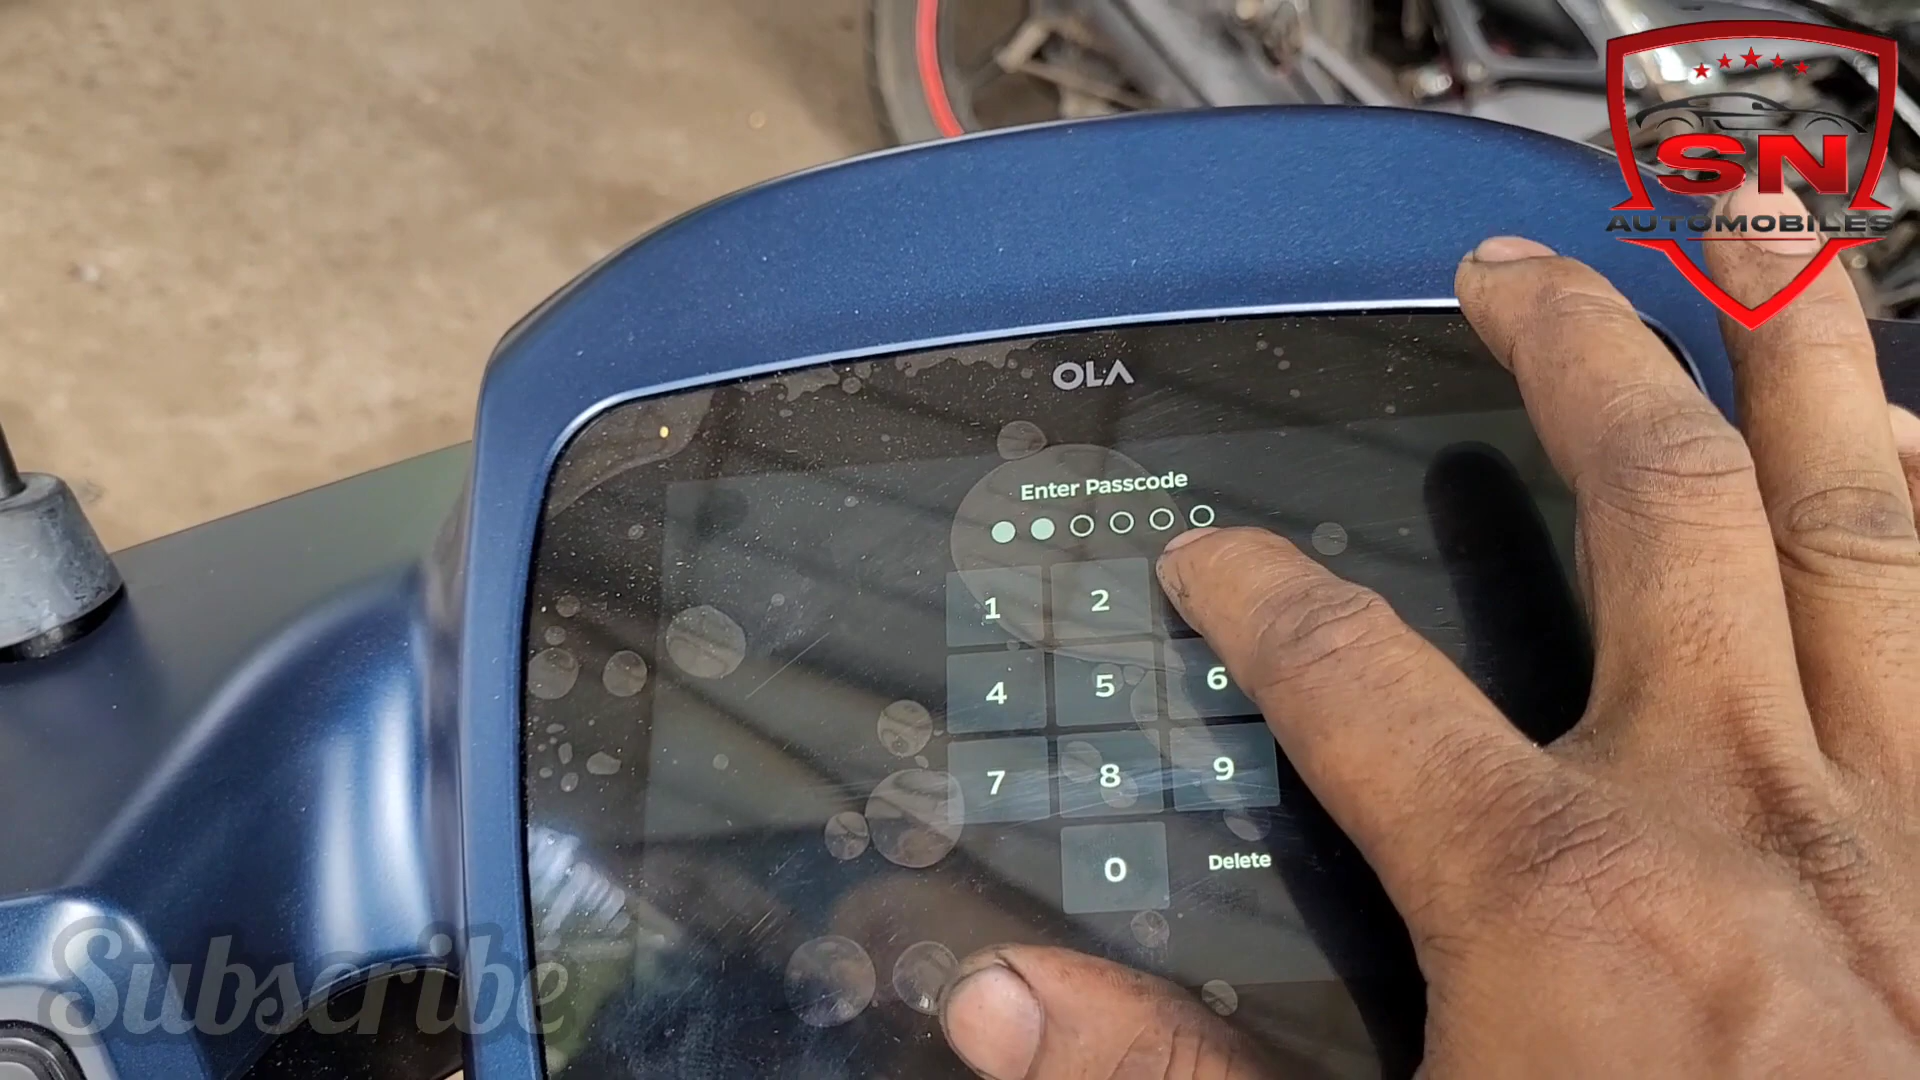 SN
AUTOMOBILES
OLA
Enter Passcode
1 2
4 5 6
7 8 9
0 Delete
Subscribe